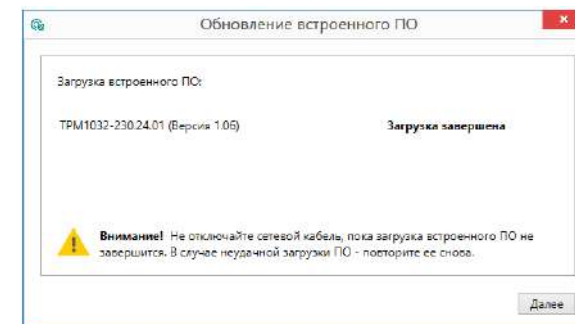 Обновление встроенного ПО
Загрузка встроенного ПО:
ТРМ1032-230.24.01 (Версия 1.06)
Загрузка завершена
Внимание! Не отключайте сетевой кабель, пока загрузка встроенного ПО не
завершится. В случае неудачной загрузки ПО - повторите ее снова.
Далее